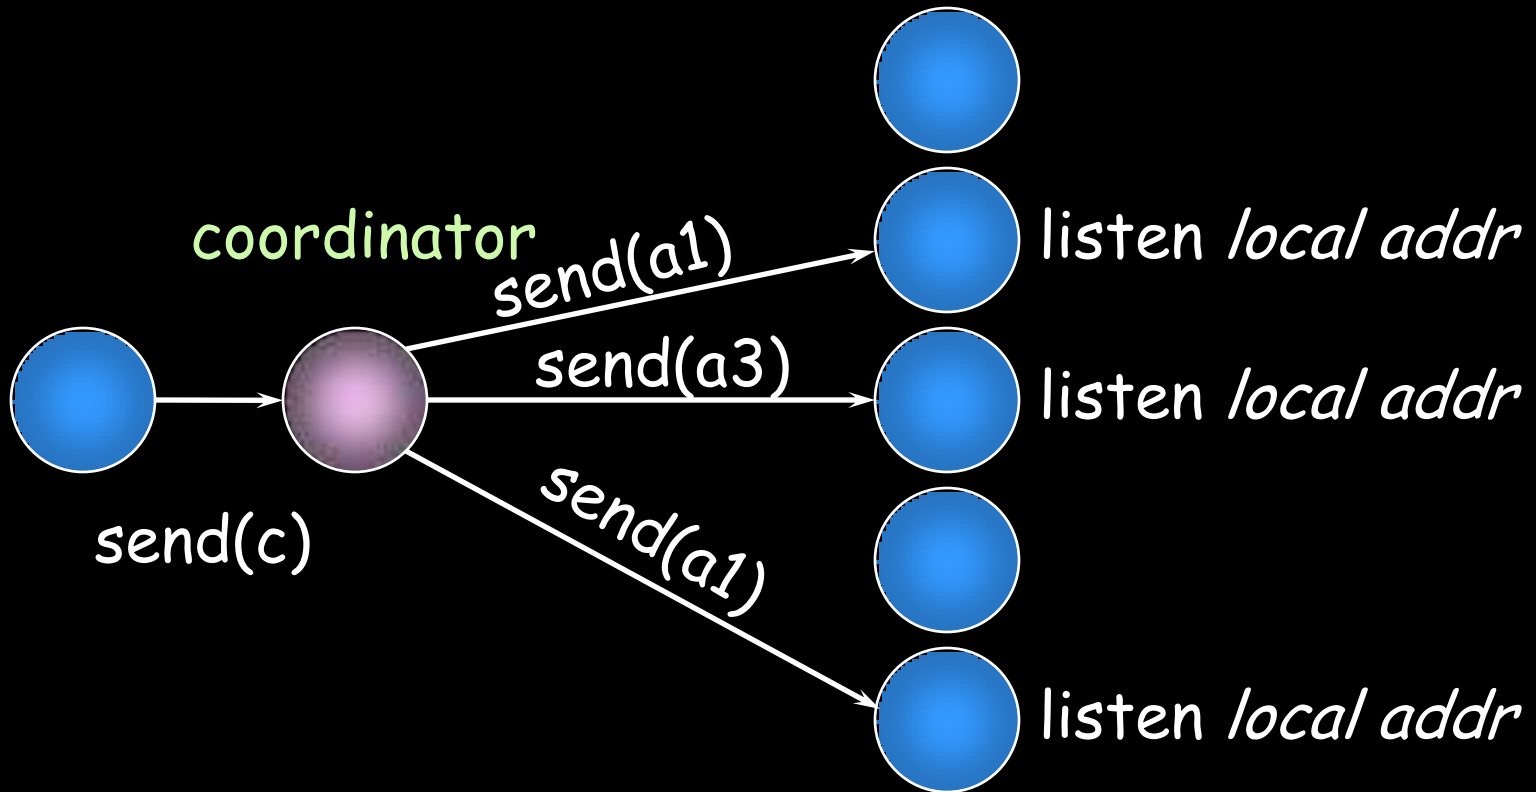 coordinator
send(a1)
listen local addr
send(a3)
listen local addr
send(c)
send(a1)
listen local addr